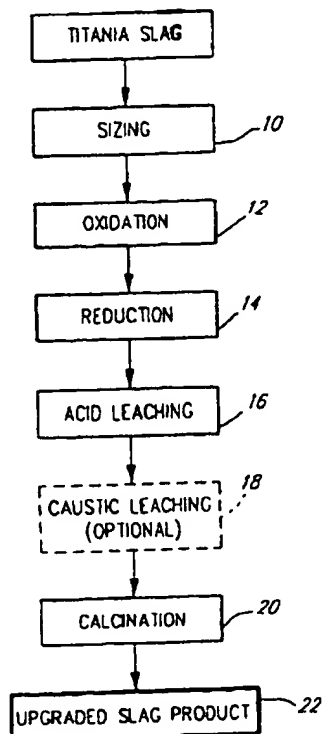 TITANIA SLAG
SIZING
10
OXIDATION
12
REDUCTION
14
ACID LEACHING
16
CAUSTIC LEACHING
(OPTIONAL)
18
CALCINATION
20
UPGRADED SLAG PRODUCT
22